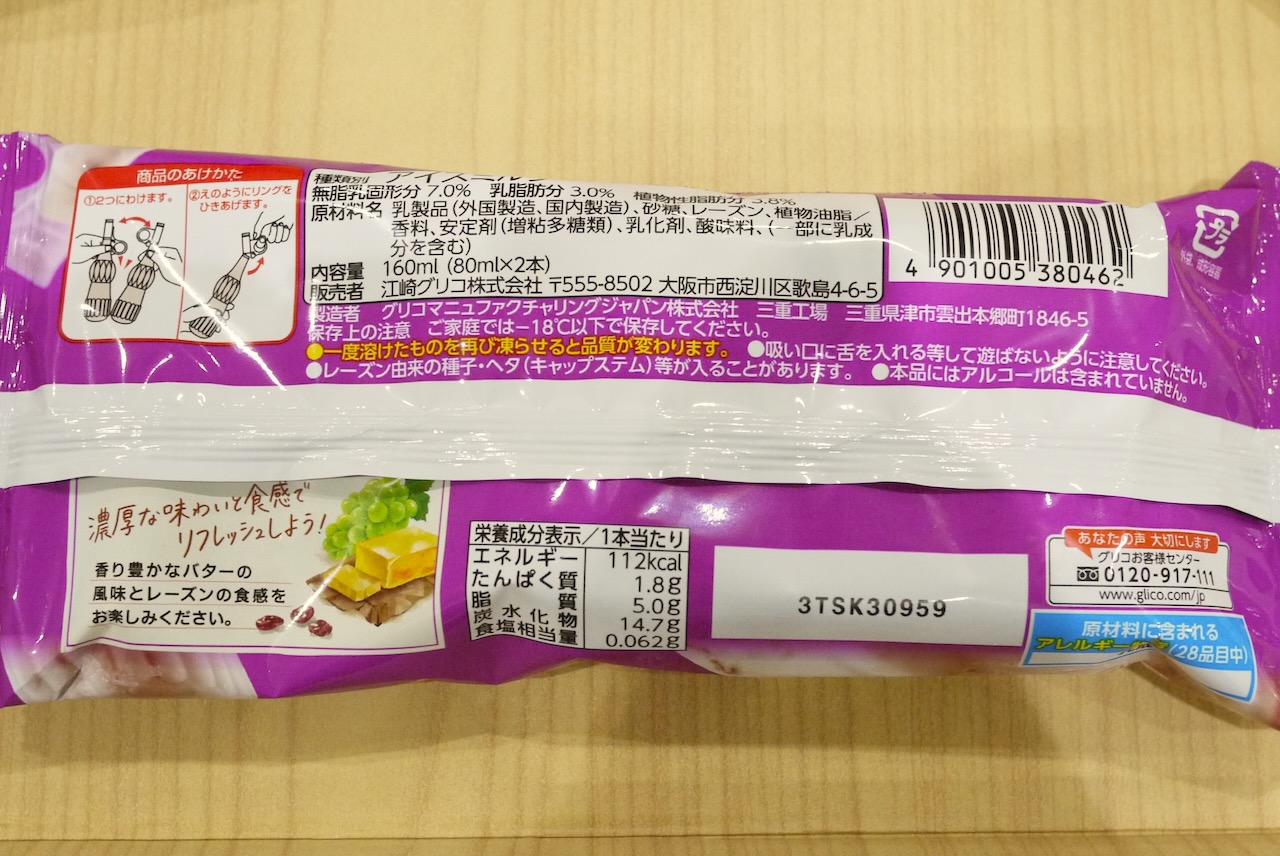 商品のあけかた
①2つにわけます。
②えのようにリングを
ひきあげます。
種類別 アイスミルク
無脂乳固形分 7.0% 乳脂肪分 3.0% 植物性脂肪分 3.8%
原材料名 乳製品(外国製造、国内製造)、砂糖、レーズン、植物油脂/
香料、安定剤(増粘多糖類)、乳化剤、酸味料、(一部に乳成
分を含む)
内容量 160ml (80ml×2本)
販売者 江崎グリコ株式会社 〒555-8502 大阪市西淀川区歌島4-6-5
製造者 グリコマニュファクチャリングジャパン株式会社 三重工場 三重県津市雲出本郷町1846-5
保存上の注意 ご家庭では−18℃以下で保存してください。
●一度溶けたものを再び凍らせると品質が変わります。 ●吸い口に舌を入れる等して遊ばないように注意してください。
●レーズン由来の種子・ヘタ(キャップステム)等が入ることがあります。 ●本品にはアルコールは含まれていません。
4 901005 380462
プラ
外袋、成形容器
濃厚な味わいと食感で
リフレッシュしよう!
香り豊かなバターの
風味とレーズンの食感を
お楽しみください。
栄養成分表示/1本当たり
エネルギー 112kcal
たんぱく質 1.8g
脂質 5.0g
炭水化物 14.7g
食塩相当量 0.062g
3TSK30959
あなたの声 大切にします
グリコお客様センター
0120-917-111
www.glico.com/jp
原材料に含まれる
アレルギー物質(28品目中)